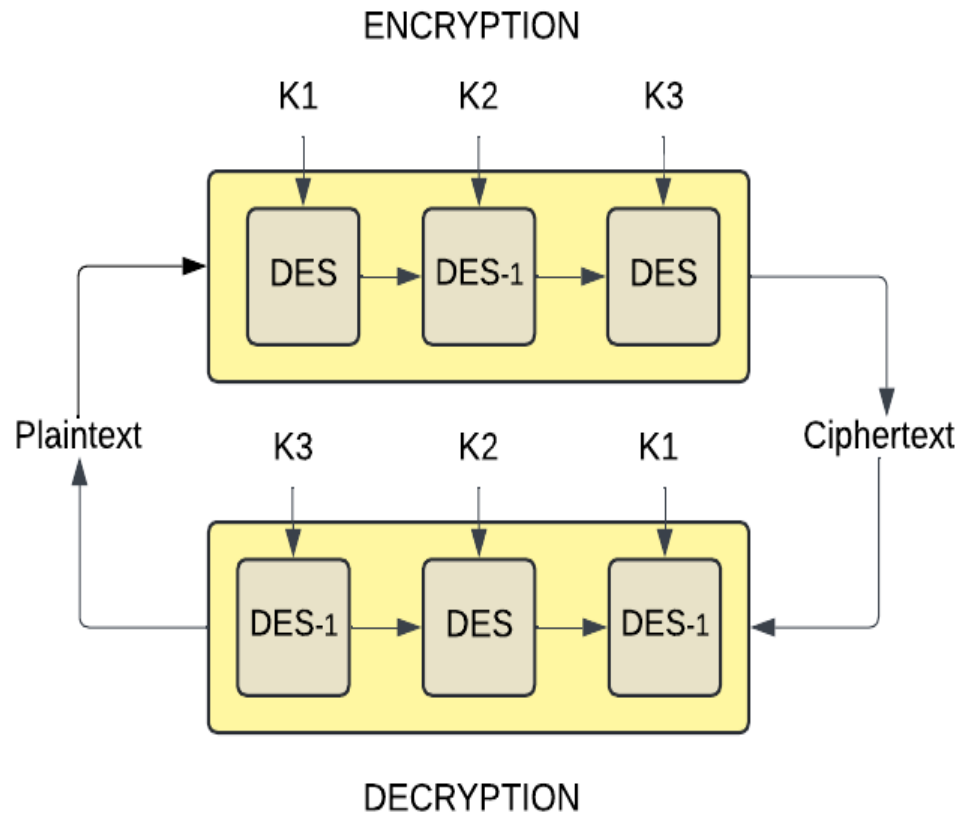 ENCRYPTION
K1 K2 K3
DES DES-1 DES
Plaintext Ciphertext
K3 K2 K1
DES-1 DES DES-1
DECRYPTION